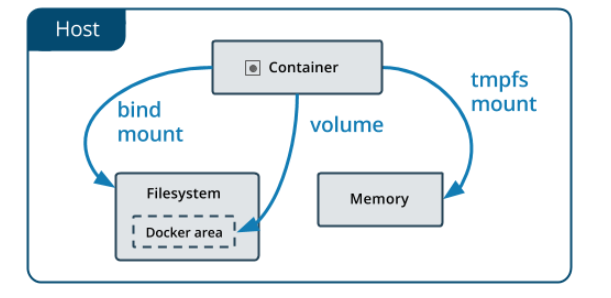 Host
Container
bind
mount
volume
tmpfs
mount
Filesystem
Docker area
Memory